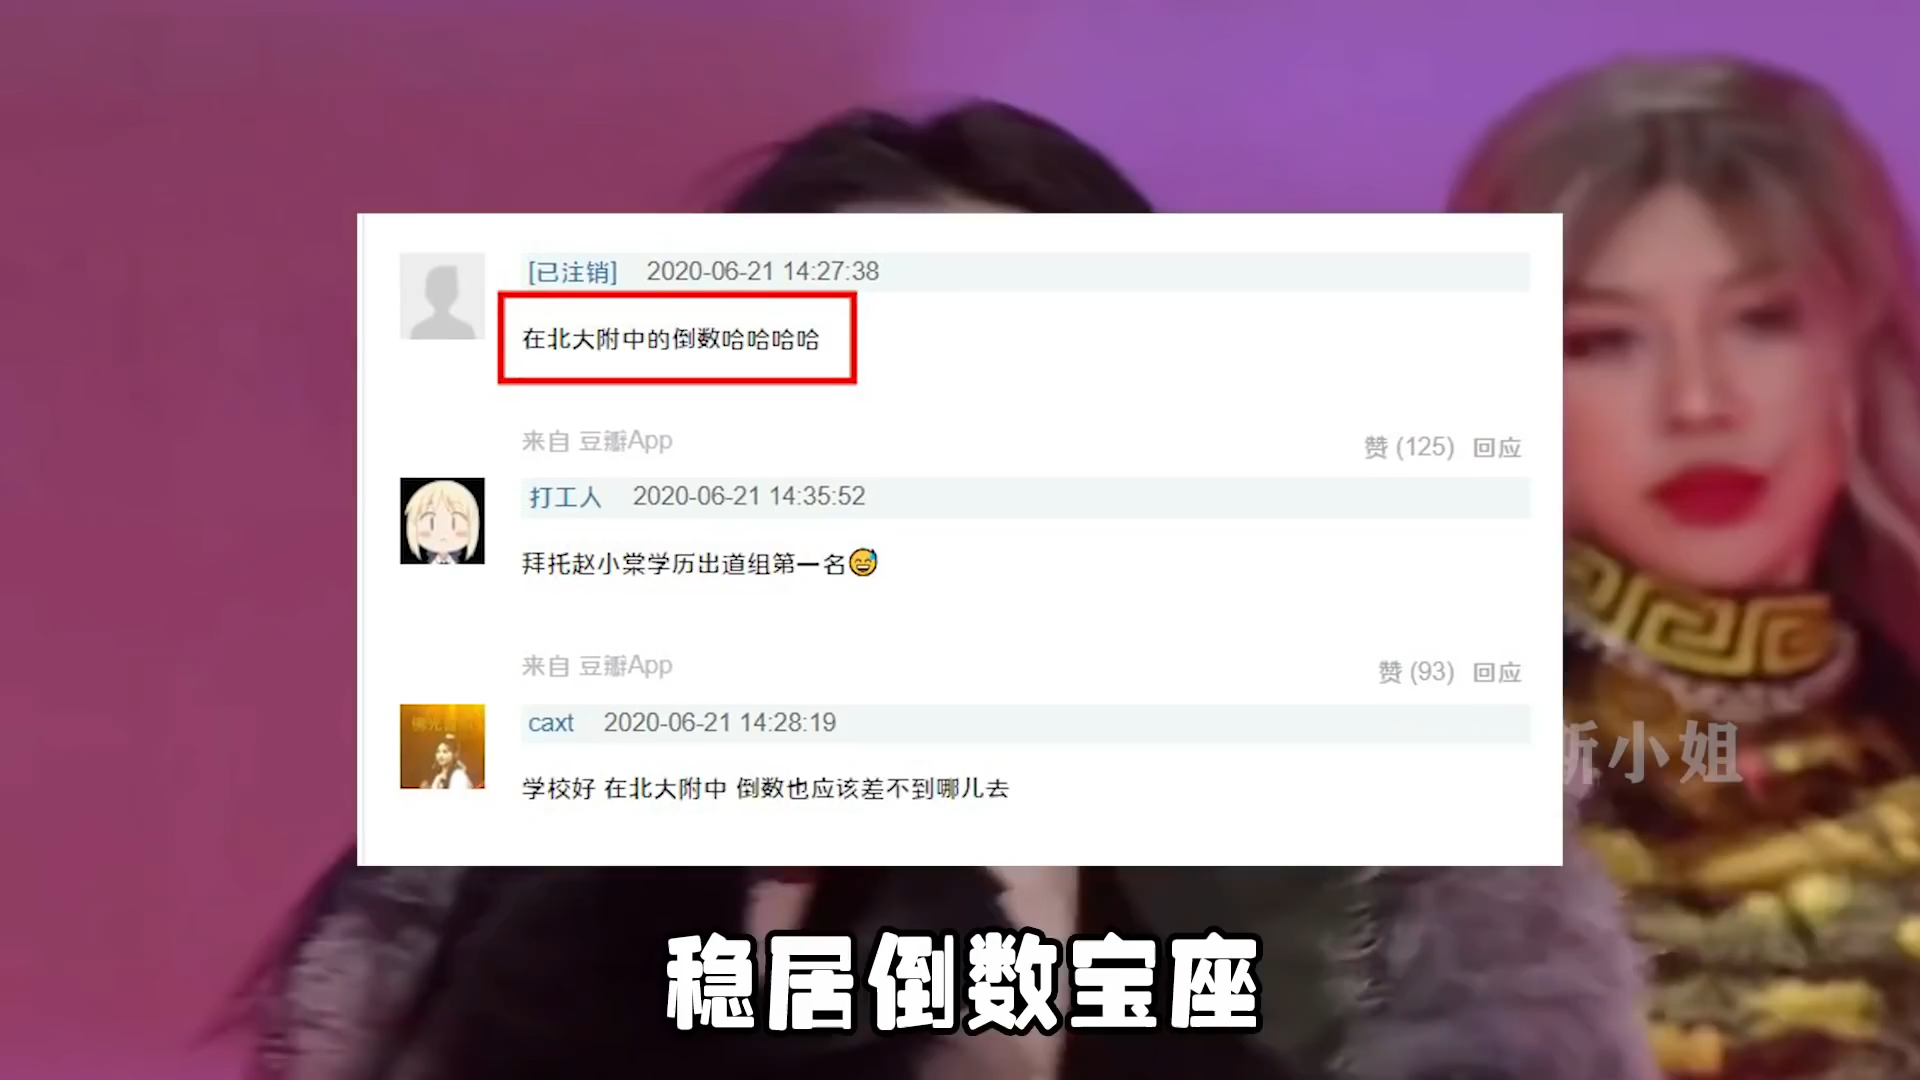 [已注销] 2020-06-21 14:27:38
在北大附中的倒数哈哈哈哈
来自 豆瓣App
赞 (125) 回应
打工人 2020-06-21 14:35:52
拜托赵小棠学历出道组第一名😅
来自 豆瓣App
赞 (93) 回应
caxt 2020-06-21 14:28:19
学校好 在北大附中 倒数也应该差不到哪儿去
小姐
稳居倒数宝座